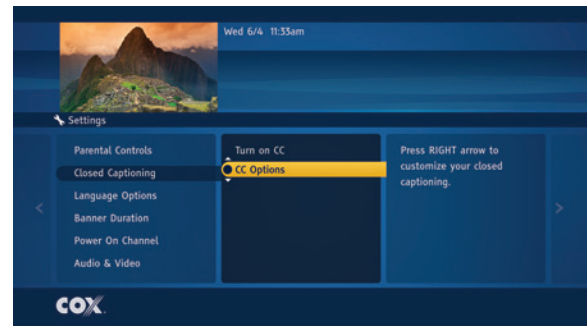 Wed 6/4 11:33am
Settings
Parental Controls
Closed Captioning
Language Options
Banner Duration
Power On Channel
Audio & Video
Turn on CC
CC Options
Press RIGHT arrow to
customize your closed
captioning.
COX